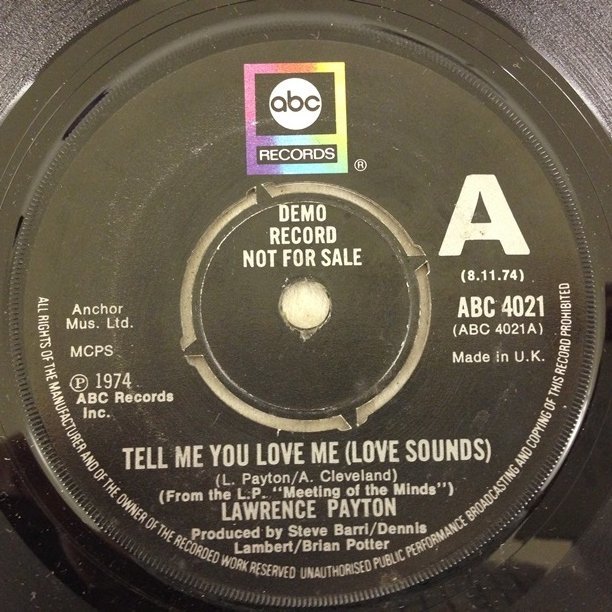 abc
RECORDS
®
DEMO
RECORD
NOT FOR SALE
A
(8.11.74)
ABC 4021
(ABC 4021A)
Made in U.K.
Anchor
Mus. Ltd.
MCPS
Ⓟ 1974
ABC Records
Inc.
TELL ME YOU LOVE ME (LOVE SOUNDS)
(L. Payton/A. Cleveland)
(From the L.P. "Meeting of the Minds")
LAWRENCE PAYTON
Produced by Steve Barri/Dennis
Lambert/Brian Potter
ALL RIGHTS OF THE MANUFACTURER AND OF THE OWNER OF THE RECORDED WORK RESERVED UNAUTHORISED PUBLIC PERFORMANCE BROADCASTING AND COPYING OF THIS RECORD PROHIBITED